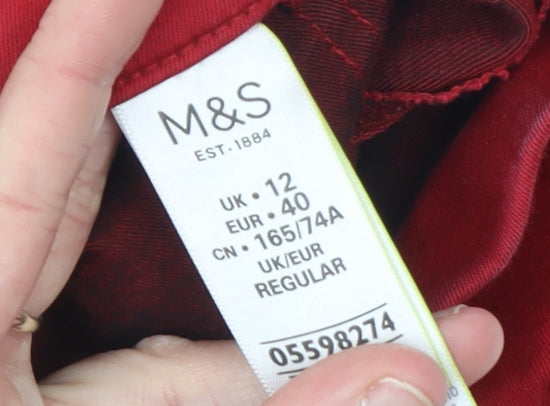 M&S
EST. 1884
UK • 12
EUR • 40
CN • 165/74A
UK/EUR
REGULAR
05598274